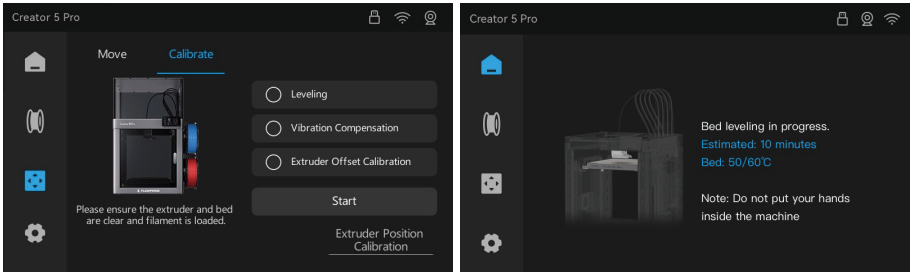 Creator 5 Pro
Move
Calibrate
Leveling
Vibration Compensation
Extruder Offset Calibration
Start
Please ensure the extruder and bed
are clear and filament is loaded.
Extruder Position
Calibration
FLASHFORGE
Creator 5 Pro
Bed leveling in progress.
Estimated: 10 minutes
Bed: 50/60℃
Note: Do not put your hands
inside the machine